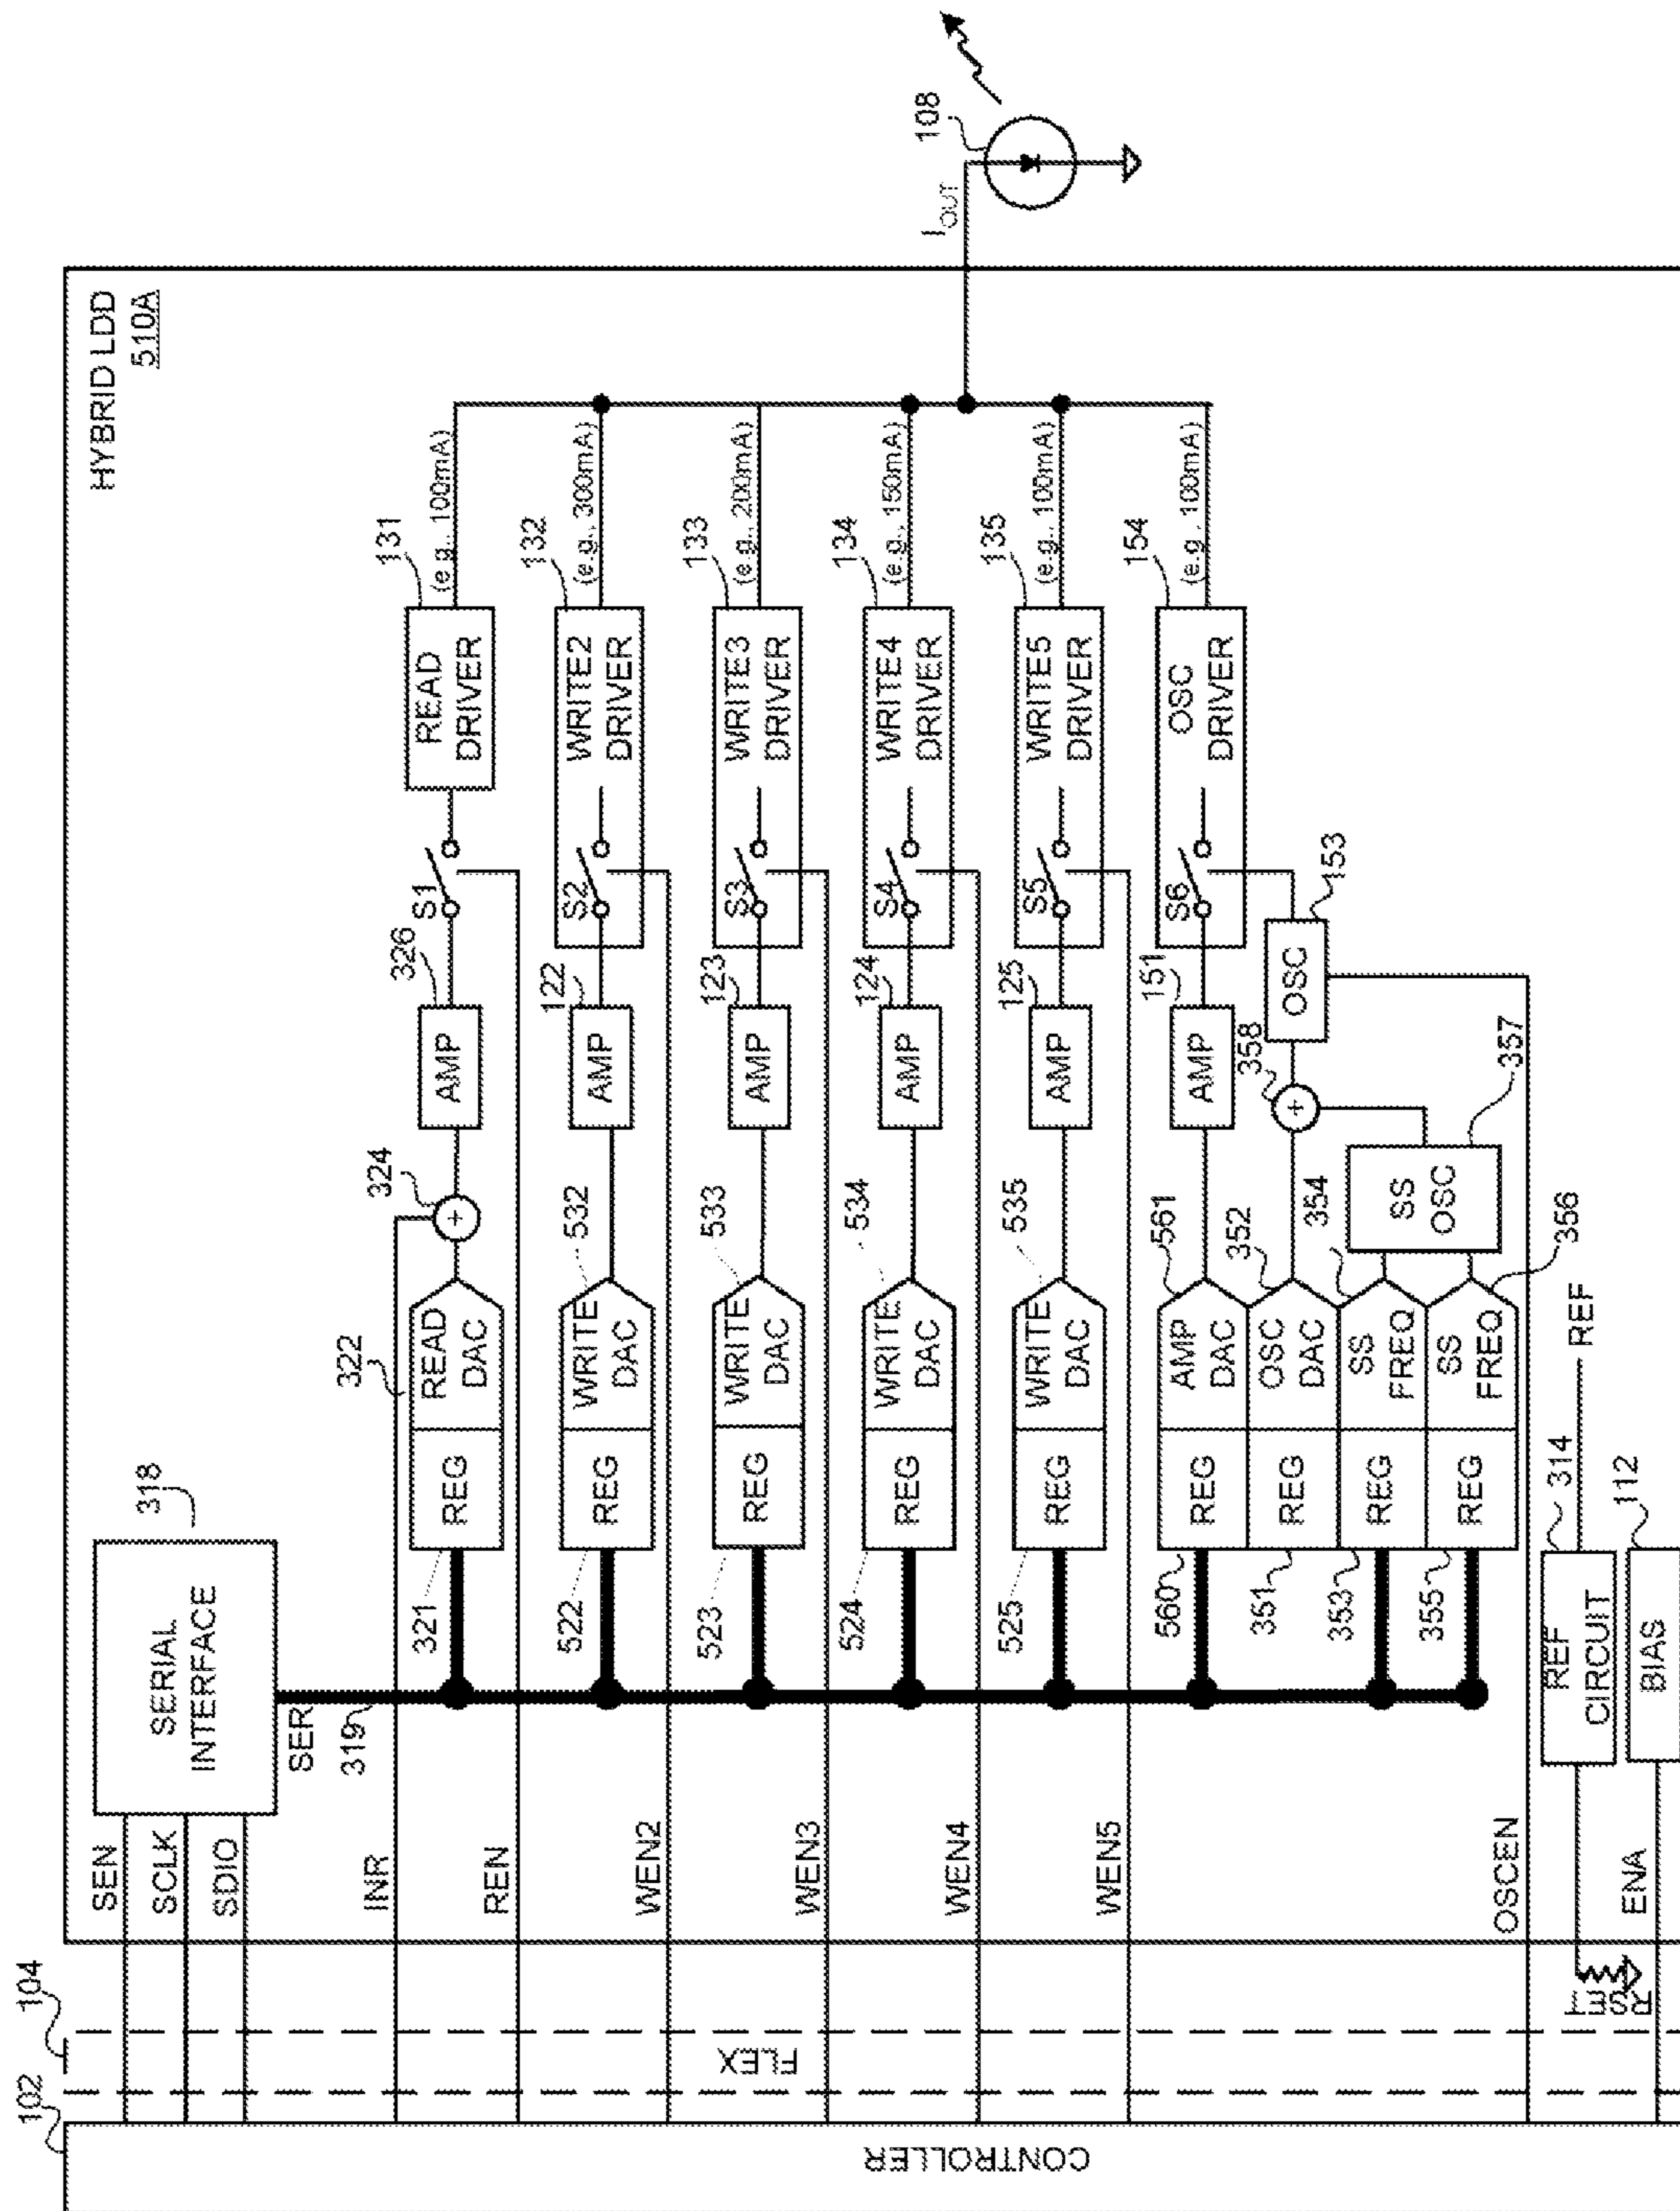 HYBRID LDD
510A
102
104
CONTROLLER
FLEX
SEN
SCLK
SDIO
SERIAL
INTERFACE
318
SER
319
INR
REN
WEN2
WEN3
WEN4
WEN5
OSCEN
ENA
RSET
321
REG
READ
DAC
322
324
+
AMP
326
S1
READ
DRIVER
131
(e.g., 100mA)
522
REG
WRITE
DAC
532
AMP
122
S2
WRITE2
DRIVER
132
(e.g., 300mA)
523
REG
WRITE
DAC
533
AMP
123
S3
WRITE3
DRIVER
133
(e.g., 200mA)
524
REG
WRITE
DAC
534
AMP
124
S4
WRITE4
DRIVER
134
(e.g., 150mA)
525
REG
WRITE
DAC
535
AMP
125
S5
WRITE5
DRIVER
135
(e.g., 100mA)
560
REG
AMP
DAC
561
AMP
151
S6
OSC
DRIVER
154
(e.g., 100mA)
351
REG
OSC
DAC
352
+
358
OSC
153
353
REG
SS
FREQ
354
SS
OSC
357
355
REG
SS
FREQ
356
REF
CIRCUIT
314
REF
BIAS
112
IOUT
108